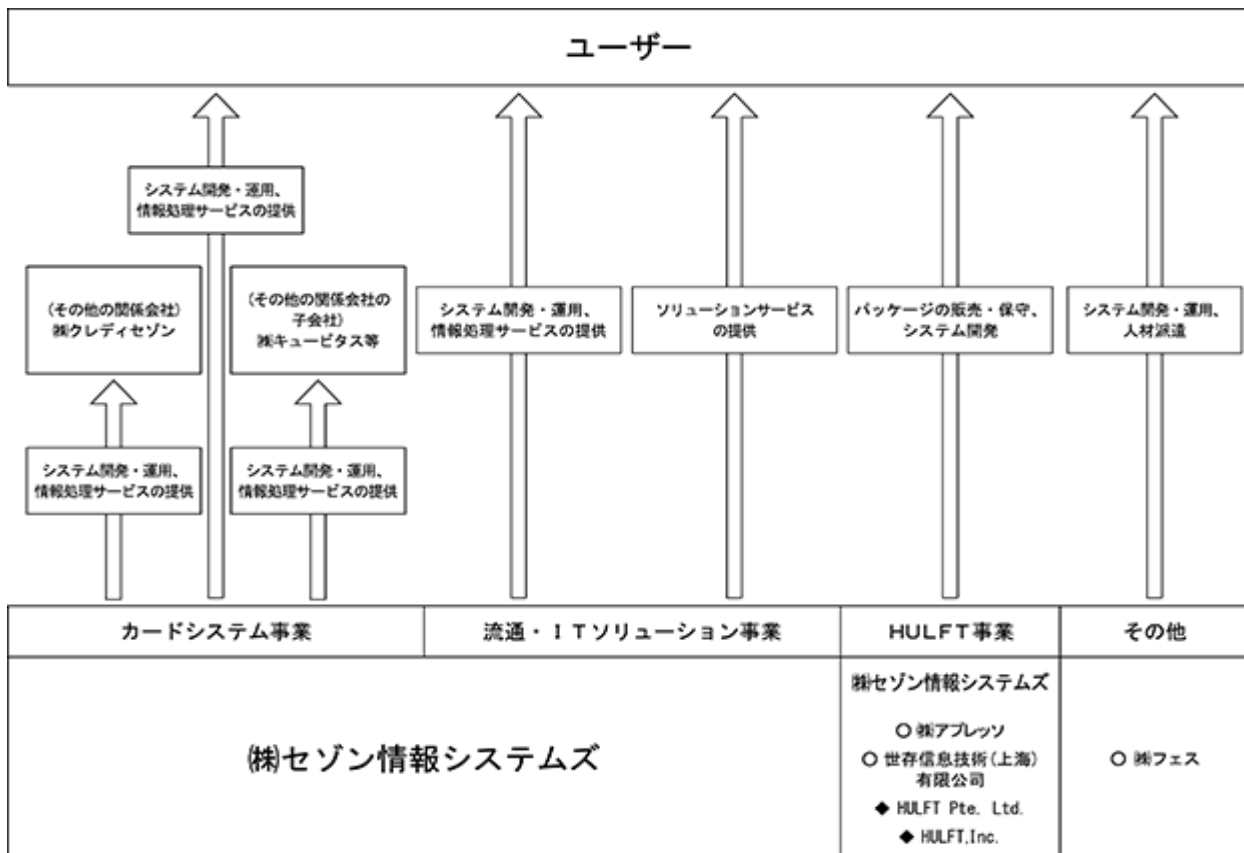 ユーザー
システム開発・運用、
情報処理サービスの提供
(その他の関係会社)
㈱クレディセゾン
(その他の関係会社の
子会社)
㈱キュービタス等
システム開発・運用、
情報処理サービスの提供
ソリューションサービス
の提供
パッケージの販売・保守、
システム開発
システム開発・運用、
人材派遣
システム開発・運用、
情報処理サービスの提供
システム開発・運用、
情報処理サービスの提供
カードシステム事業
流通・ITソリューション事業
HULFT事業
その他
㈱セゾン情報システムズ
㈱セゾン情報システムズ
○ ㈱アプレッソ
○ 世存信息技術(上海)
有限公司
◆ HULFT Pte. Ltd.
◆ HULFT,Inc.
○ ㈱フェス